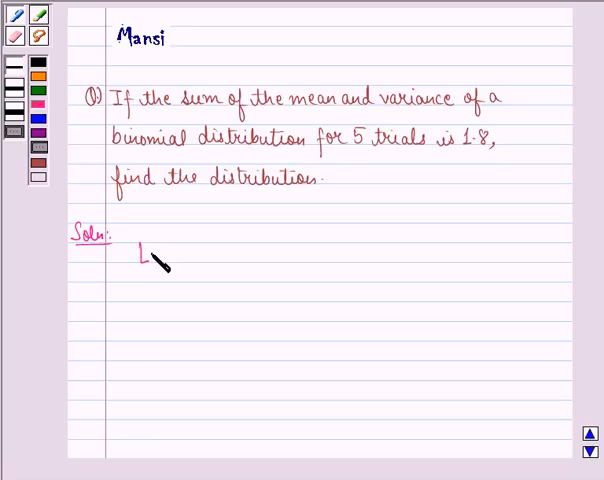 Mansi
Q) If the sum of the mean and variance of a
binomial distribution for 5 trials is 1.8,
find the distribution.
Soln:
L